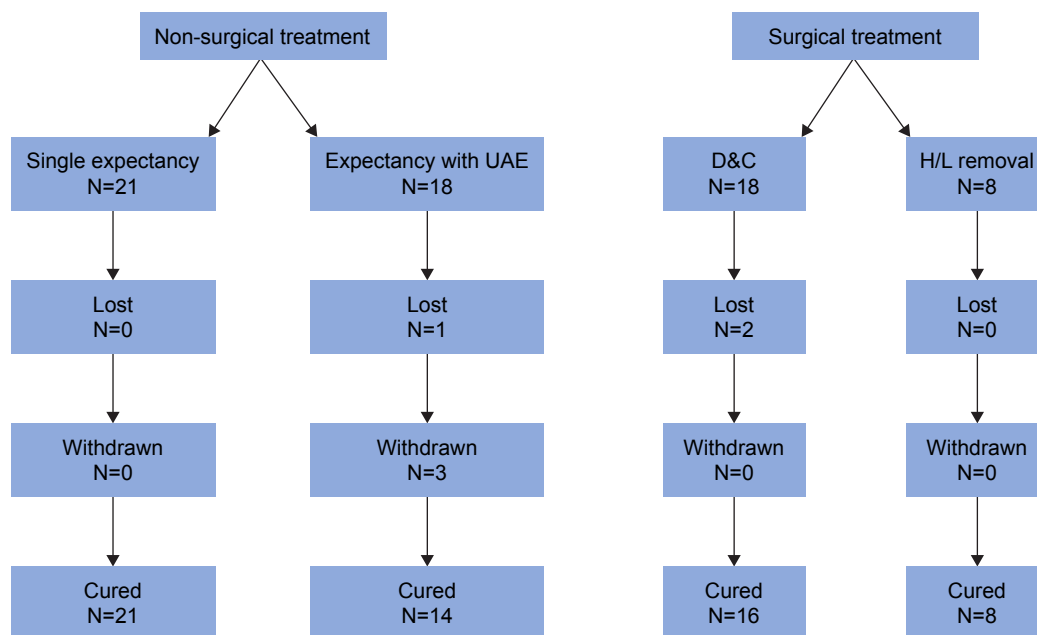 Non-surgical treatment
Surgical treatment
Single expectancy
N=21
Expectancy with UAE
N=18
D&C
N=18
H/L removal
N=8
Lost
N=0
Lost
N=1
Lost
N=2
Lost
N=0
Withdrawn
N=0
Withdrawn
N=3
Withdrawn
N=0
Withdrawn
N=0
Cured
N=21
Cured
N=14
Cured
N=16
Cured
N=8